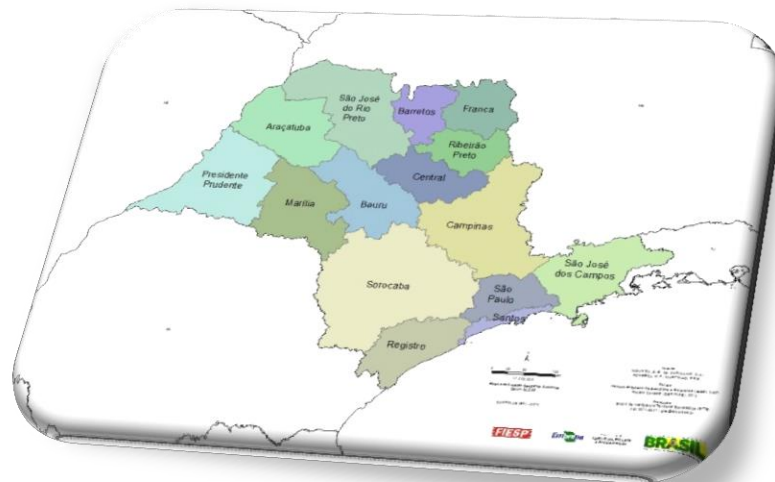 São José
do Rio
Preto
Barretos
Franca
Araçatuba
Ribeirão
Preto
Presidente
Prudente
Central
Marília
Bauru
Campinas
São José
dos Campos
Sorocaba
São
Paulo
Santos
Registro
FIESP
Embrapa
BRASIL